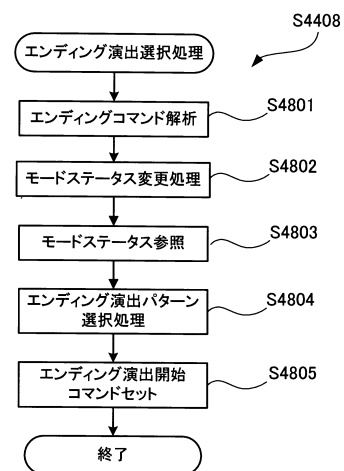 S4408
エンディング演出選択処理
S4801
エンディングコマンド解析
S4802
モードステータス変更処理
S4803
モードステータス参照
S4804
エンディング演出パターン
選択処理
S4805
エンディング演出開始
コマンドセット
終了